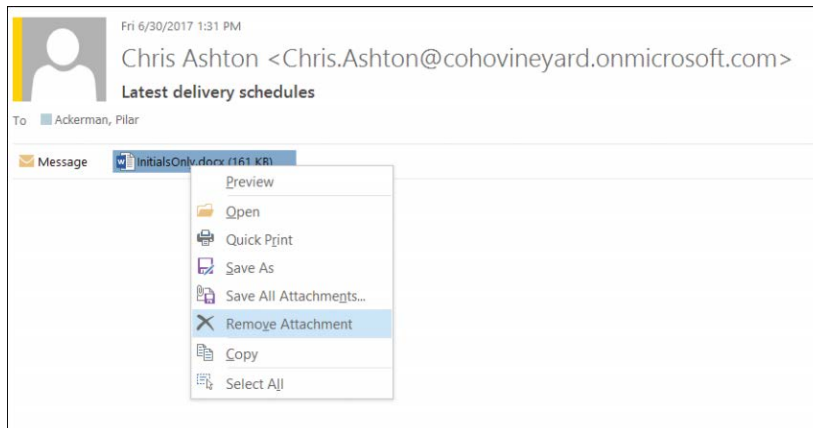 Fri 6/30/2017 1:31 PM
Chris Ashton <Chris.Ashton@cohovineyard.onmicrosoft.com>
Latest delivery schedules
To Ackerman, Pilar
Message InitialsOnly.docx (161 KB)
Preview
Open
Quick Print
Save As
Save All Attachments...
Remove Attachment
Copy
Select All